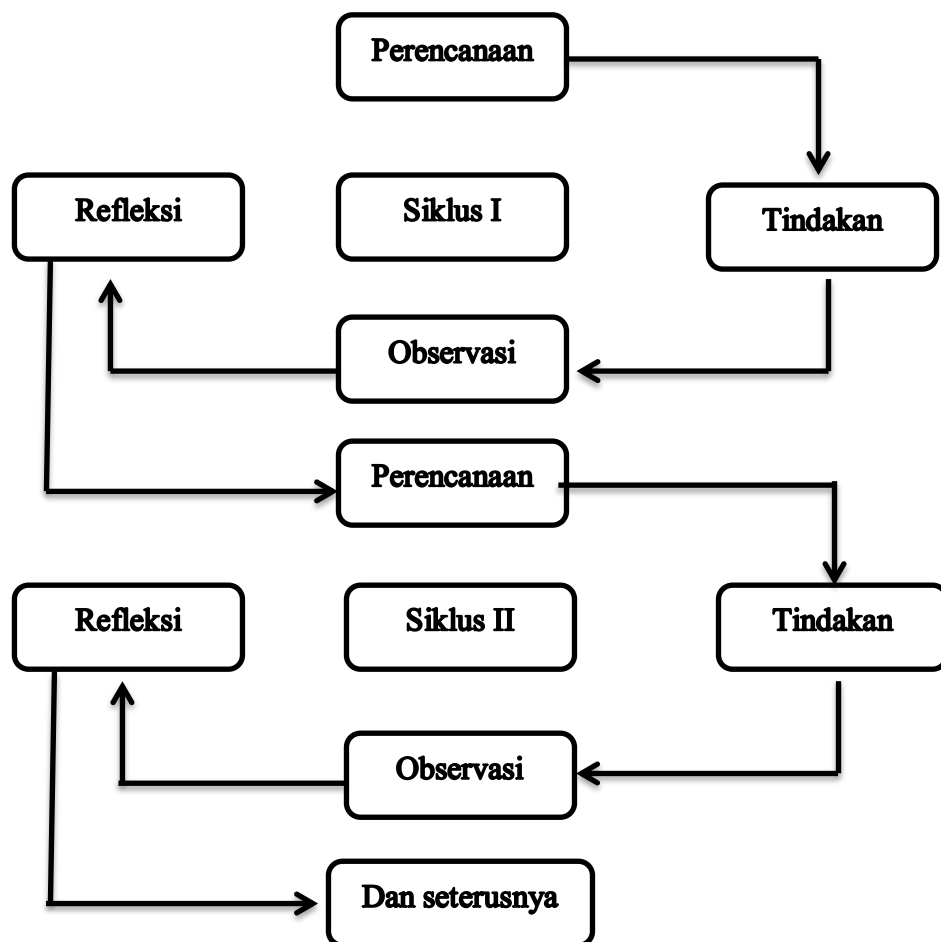 Perencanaan
Refleksi
Siklus I
Tindakan
Observasi
Perencanaan
Refleksi
Siklus II
Tindakan
Observasi
Dan seterusnya